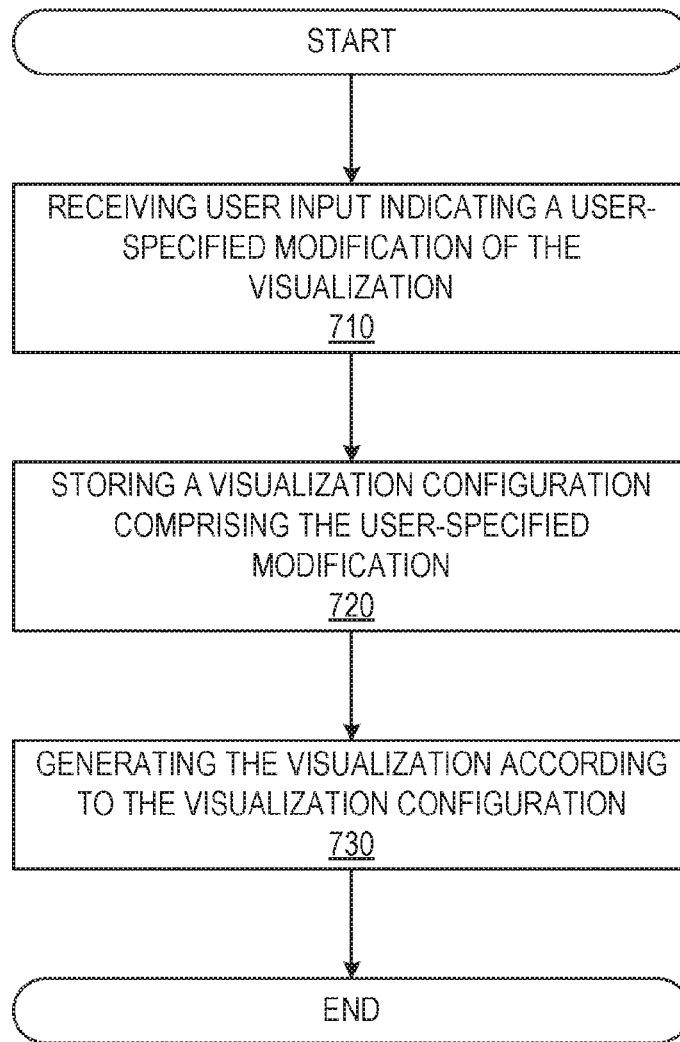 START
RECEIVING USER INPUT INDICATING A USER-
SPECIFIED MODIFICATION OF THE
VISUALIZATION
710
STORING A VISUALIZATION CONFIGURATION
COMPRISING THE USER-SPECIFIED
MODIFICATION
720
GENERATING THE VISUALIZATION ACCORDING
TO THE VISUALIZATION CONFIGURATION
730
END